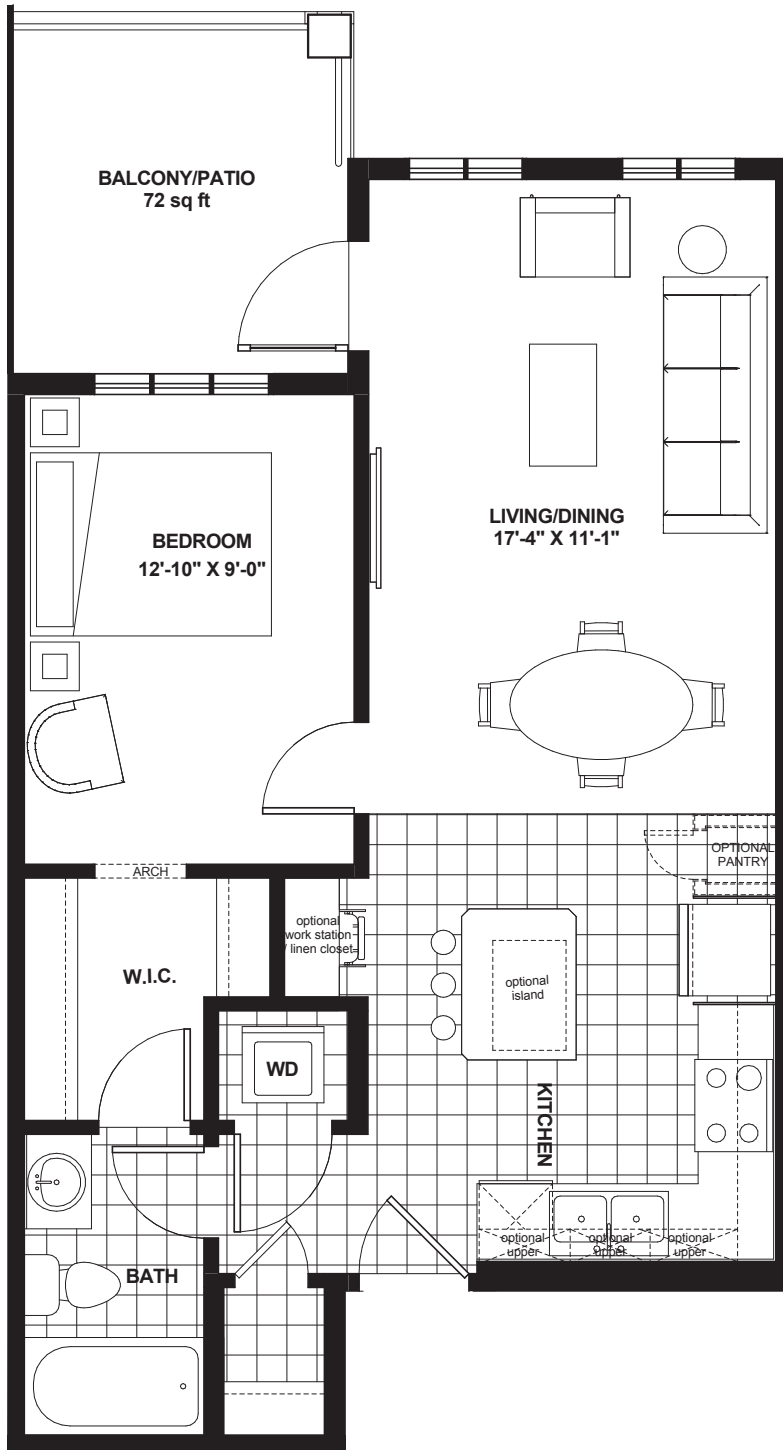 BALCONY/PATIO
72 sq ft
LIVING/DINING
17'-4" X 11'-1"
BEDROOM
12'-10" X 9'-0"
OPTIONAL
PANTRY
ARCH
optional
work station
/ linen closet
W.I.C.
optional
island
WD
KITCHEN
optional
upper
optional
upper
optional
upper
BATH